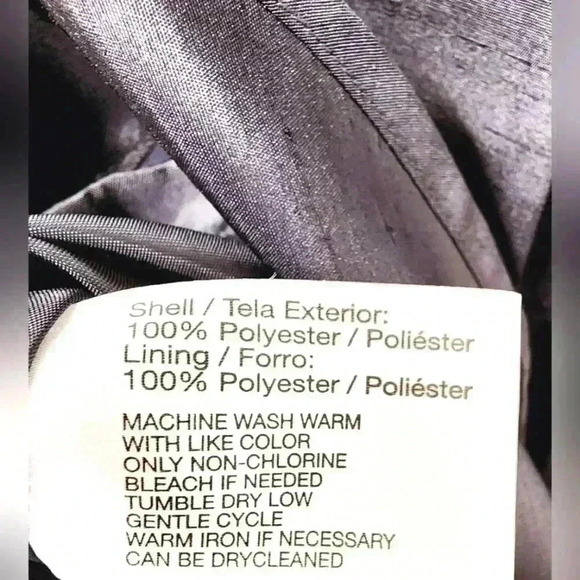 Shell / Tela Exterior:
100% Polyester / Poliéster
Lining / Forro:
100% Polyester / Poliéster
MACHINE WASH WARM
WITH LIKE COLOR
ONLY NON-CHLORINE
BLEACH IF NEEDED
TUMBLE DRY LOW
GENTLE CYCLE
WARM IRON IF NECESSARY
CAN BE DRYCLEANED